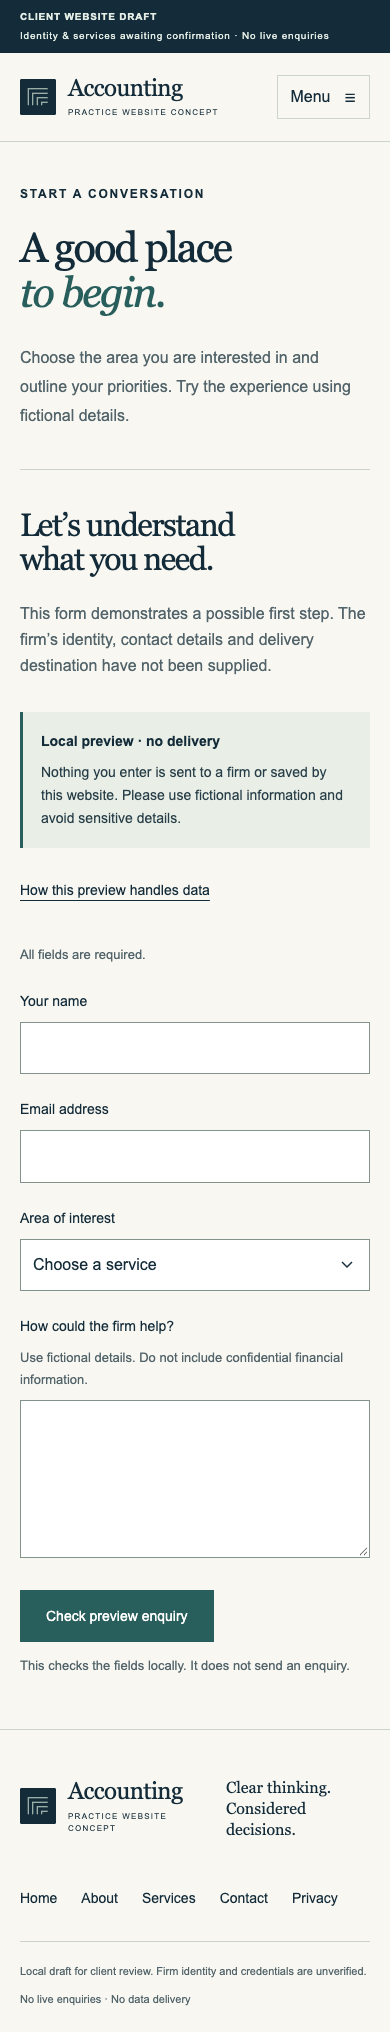 CLIENT WEBSITE DRAFT
Identity & services awaiting confirmation · No live enquiries
Accounting
PRACTICE WEBSITE CONCEPT
Menu
START A CONVERSATION
A good place
to begin.
Choose the area you are interested in and
outline your priorities. Try the experience using
fictional details.
Let’s understand
what you need.
This form demonstrates a possible first step. The
firm’s identity, contact details and delivery
destination have not been supplied.
Local preview · no delivery
Nothing you enter is sent to a firm or saved by
this website. Please use fictional information and
avoid sensitive details.
How this preview handles data
All fields are required.
Your name
Email address
Area of interest
Choose a service
How could the firm help?
Use fictional details. Do not include confidential financial
information.
Check preview enquiry
This checks the fields locally. It does not send an enquiry.
Accounting
PRACTICE WEBSITE
CONCEPT
Clear thinking.
Considered
decisions.
Home About Services Contact Privacy
Local draft for client review. Firm identity and credentials are unverified.
No live enquiries · No data delivery